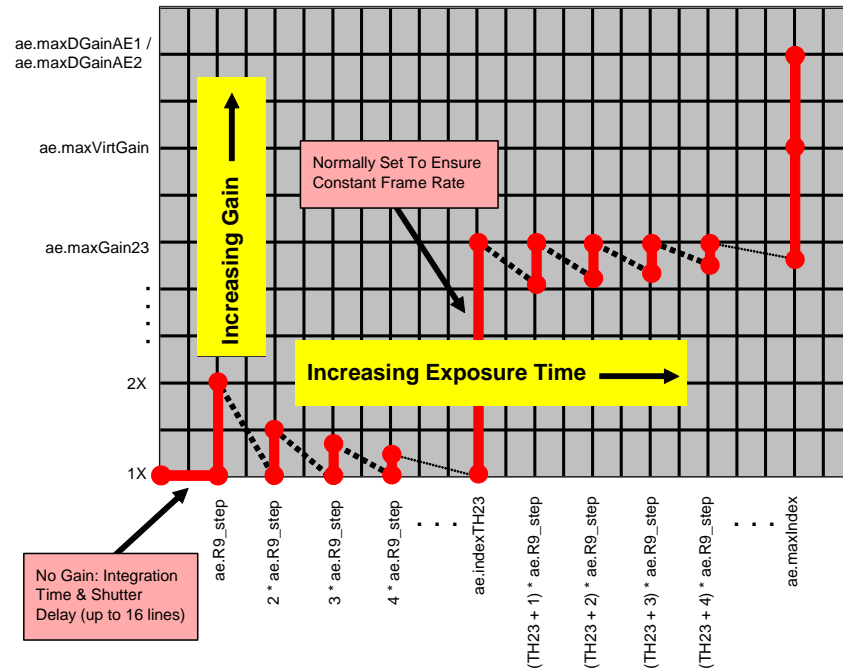 ae.maxDGainAE1 /
ae.maxDGainAE2
ae.maxVirtGain
ae.maxGain23
. . . .
2X
1X
Increasing Gain
Normally Set To Ensure
Constant Frame Rate
Increasing Exposure Time
No Gain: Integration
Time & Shutter
Delay (up to 16 lines)
ae.R9_step
2 * ae.R9_step
3 * ae.R9_step
4 * ae.R9_step
. . .
ae.indexTH23
(TH23 + 1) * ae.R9_step
(TH23 + 2) * ae.R9_step
(TH23 + 3) * ae.R9_step
(TH23 + 4) * ae.R9_step
. . .
ae.maxIndex